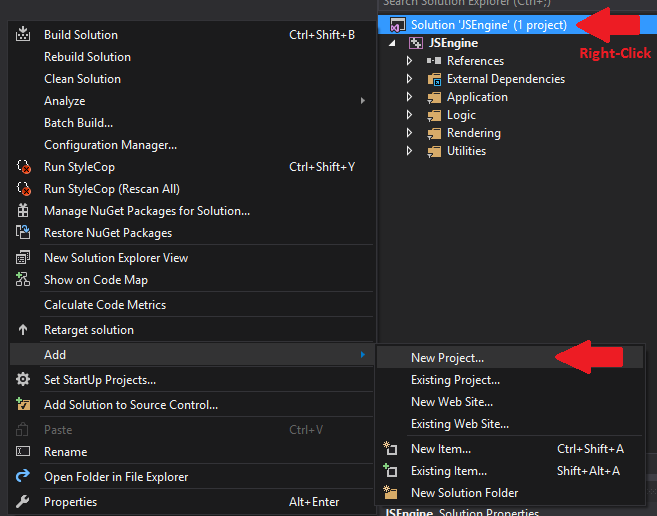 Search Solution Explorer (Ctrl+;)
Solution 'JSEngine' (1 project)
Right-Click
JSEngine
References
External Dependencies
Application
Logic
Rendering
Utilities
Build Solution Ctrl+Shift+B
Rebuild Solution
Clean Solution
Analyze
Batch Build...
Configuration Manager...
Run StyleCop Ctrl+Shift+Y
Run StyleCop (Rescan All)
Manage NuGet Packages for Solution...
Restore NuGet Packages
New Solution Explorer View
Show on Code Map
Calculate Code Metrics
Retarget solution
Add
Set StartUp Projects...
Add Solution to Source Control...
Paste Ctrl+V
Rename
Open Folder in File Explorer
Properties Alt+Enter
New Project...
Existing Project...
New Web Site...
Existing Web Site...
New Item... Ctrl+Shift+A
Existing Item... Shift+Alt+A
New Solution Folder
JSEngine Solution Properties